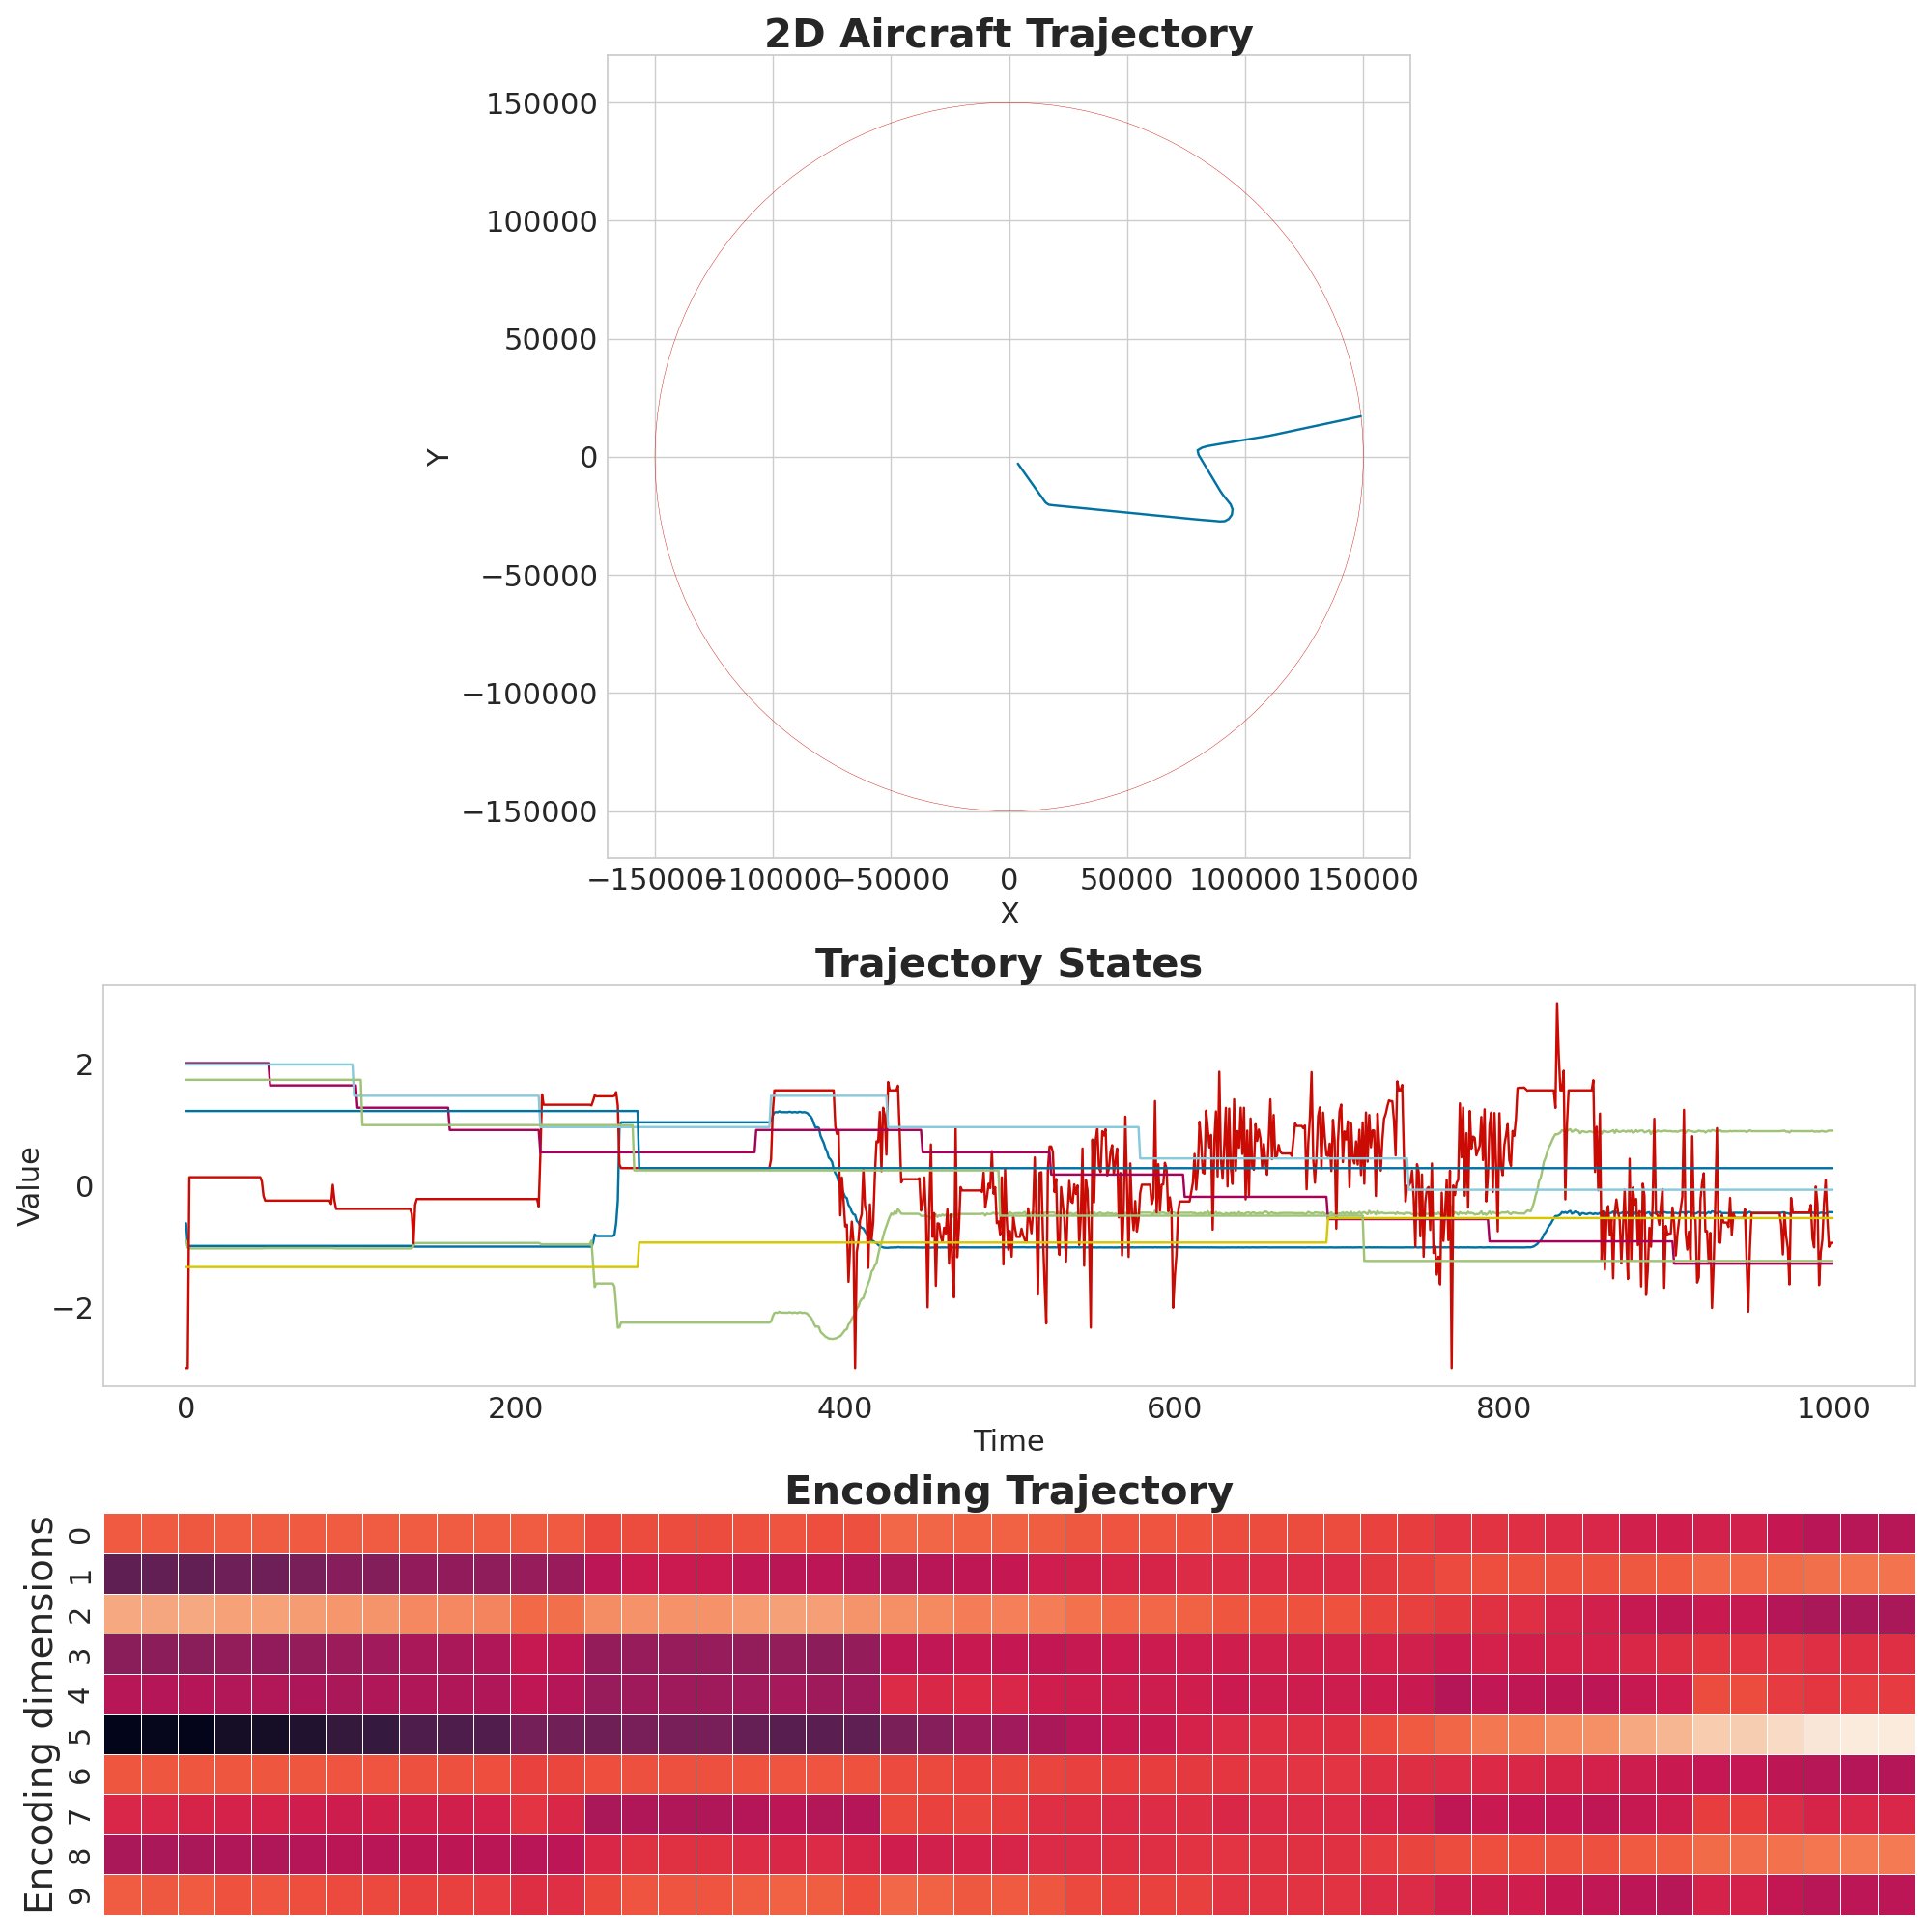 2D Aircraft Trajectory
150000
100000
50000
0
−50000
−100000
−150000
Y
−150000 −100000 −50000 0 50000 100000 150000
X
Trajectory States
2
0
−2
Value
0 200 400 600 800 1000
Time
Encoding Trajectory
Encoding dimensions
0
1
2
3
4
5
6
7
8
9